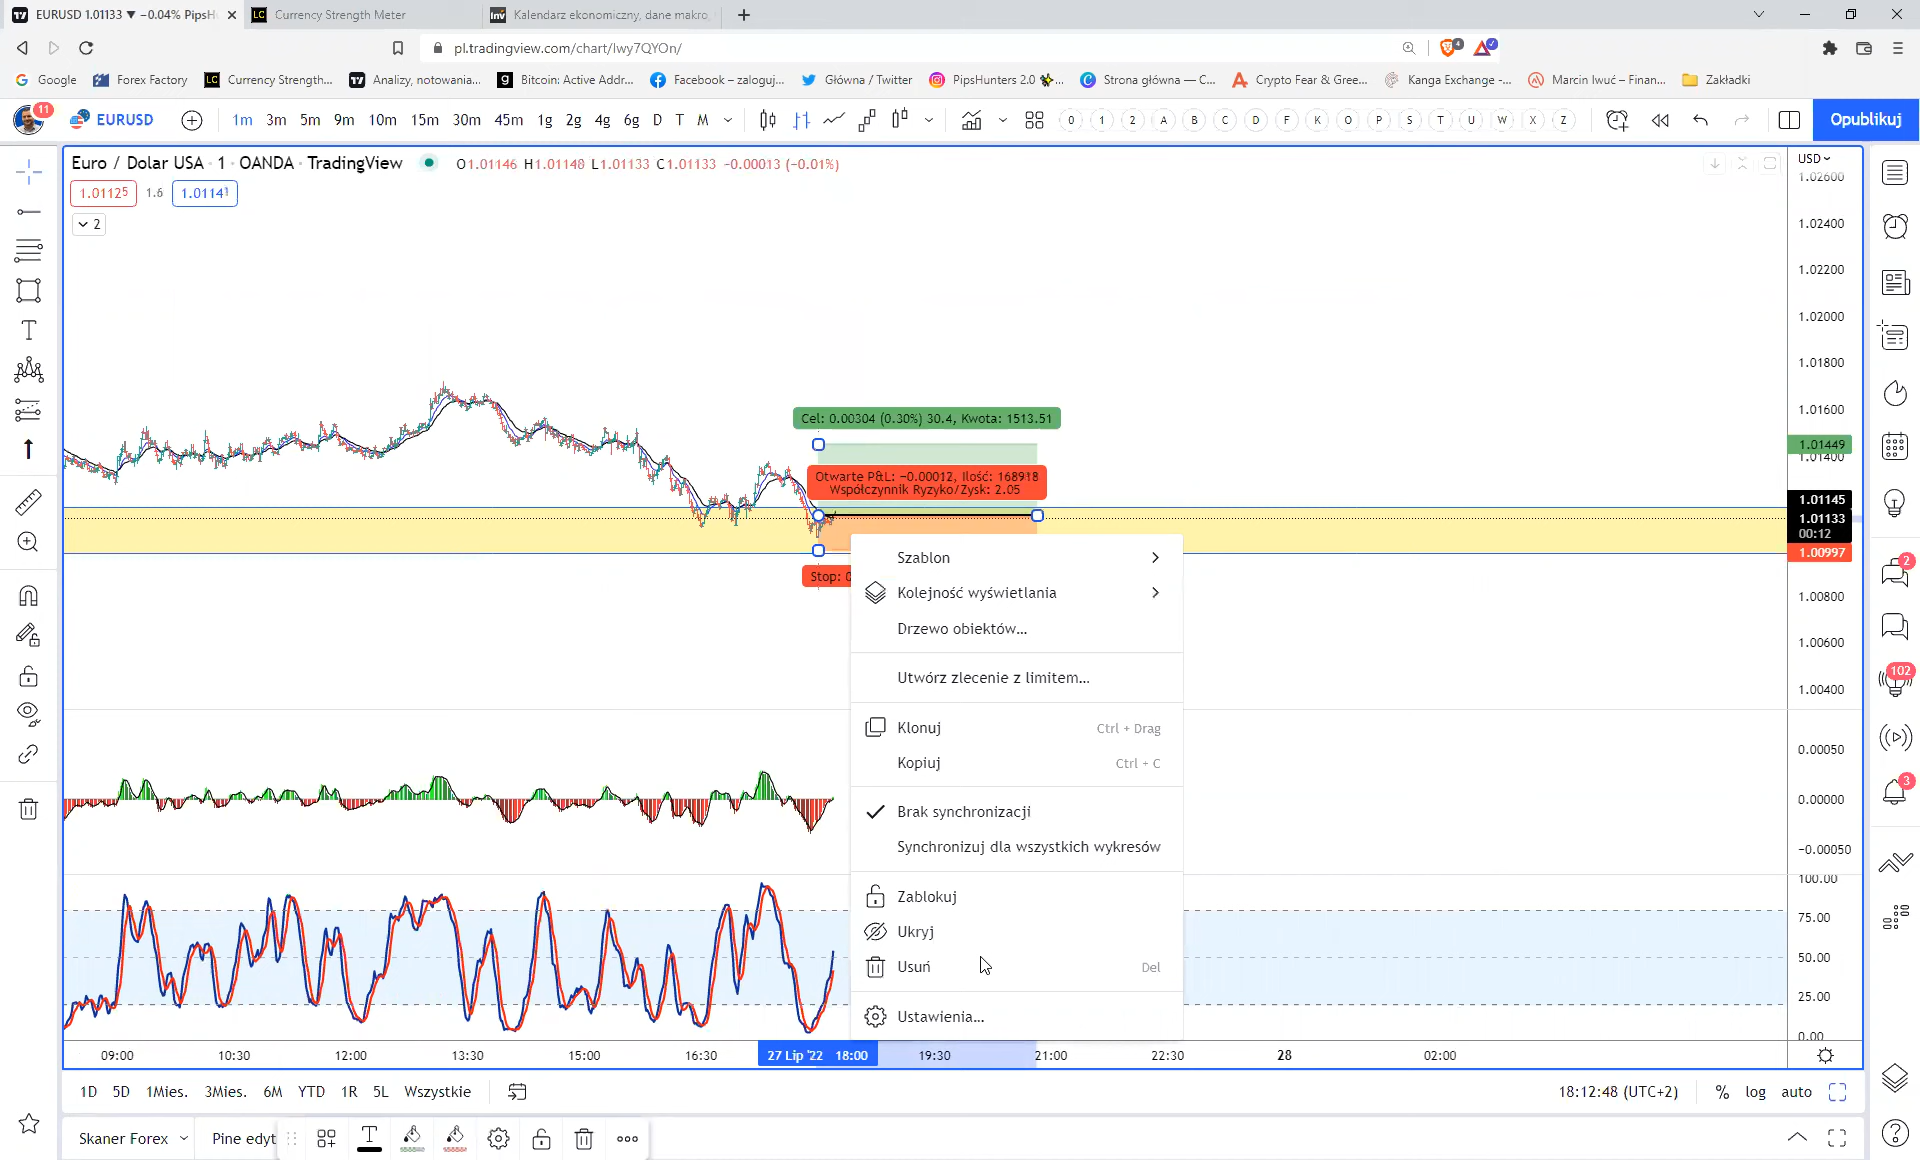 EURUSD 1.01133 ▼ −0.04% PipsH
Currency Strength Meter
Kalendarz ekonomiczny, dane makro,
pl.tradingview.com/chart/Iwy7QYOn/
4
Google
Forex Factory
Currency Strength...
Analizy, notowania...
Bitcoin: Active Addr...
Facebook – zaloguj...
Główna / Twitter
PipsHunters 2.0
Strona główna — C...
Crypto Fear & Gree...
Kanga Exchange -...
Marcin Iwuć – Finan...
Zakładki
11
EURUSD
1m 3m 5m 9m 10m 15m 30m 45m 1g 2g 4g 6g D T M
0 1 2 A B C D F K O P S T U W X Z
Opublikuj
Euro / Dolar USA · 1 · OANDA · TradingView
O1.01146 H1.01148 L1.01133 C1.01133 −0.00013 (−0.01%)
1.01125 1.6 1.01141
2
USD
1.02600
1.02400
1.02200
1.02000
1.01800
1.01600
1.01449
1.01400
1.01145
1.01133
00:12
1.00997
1.00800
1.00600
1.00400
0.00050
0.00000
−0.00050
100.00
75.00
50.00
25.00
0.00
Cel: 0.00304 (0.30%) 30.4, Kwota: 1513.51
Otwarte P&L: −0.00012, Ilość: 168918
Współczynnik Ryzyko/Zysk: 2.05
Stop:
Szablon
Kolejność wyświetlania
Drzewo obiektów...
Utwórz zlecenie z limitem...
Klonuj Ctrl + Drag
Kopiuj Ctrl + C
Brak synchronizacji
Synchronizuj dla wszystkich wykresów
Zablokuj
Ukryj
Usuń Del
Ustawienia...
2
102
3
09:00 10:30 12:00 13:30 15:00 16:30 27 Lip '22 18:00 19:30 21:00 22:30 28 02:00
1D 5D 1Mies. 3Mies. 6M YTD 1R 5L Wszystkie
18:12:48 (UTC+2) % log auto
Skaner Forex
Pine edyt